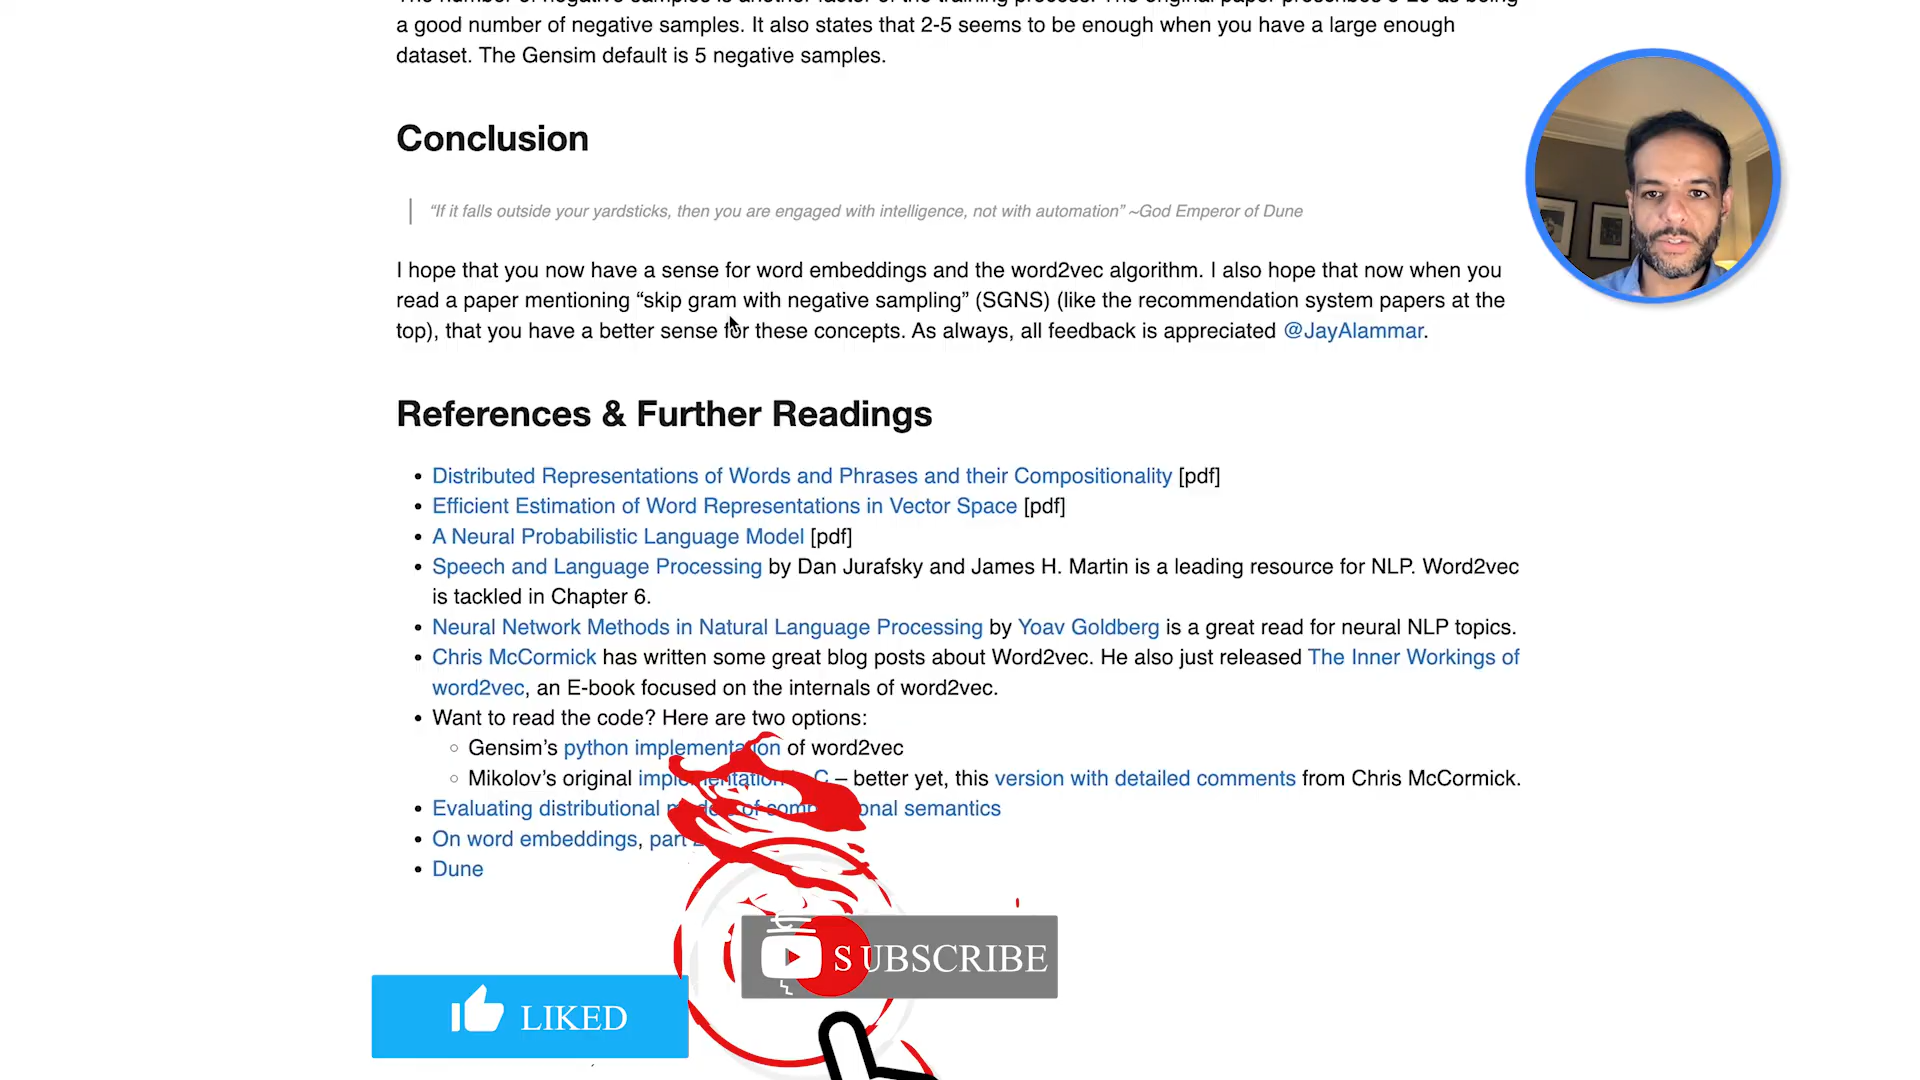 a good number of negative samples. It also states that 2-5 seems to be enough when you have a large enough
dataset. The Gensim default is 5 negative samples.
Conclusion
“If it falls outside your yardsticks, then you are engaged with intelligence, not with automation” ~God Emperor of Dune
I hope that you now have a sense for word embeddings and the word2vec algorithm. I also hope that now when you
read a paper mentioning “skip gram with negative sampling” (SGNS) (like the recommendation system papers at the
top), that you have a better sense for these concepts. As always, all feedback is appreciated @JayAlammar.
References & Further Readings
• Distributed Representations of Words and Phrases and their Compositionality [pdf]
• Efficient Estimation of Word Representations in Vector Space [pdf]
• A Neural Probabilistic Language Model [pdf]
• Speech and Language Processing by Dan Jurafsky and James H. Martin is a leading resource for NLP. Word2vec
is tackled in Chapter 6.
• Neural Network Methods in Natural Language Processing by Yoav Goldberg is a great read for neural NLP topics.
• Chris McCormick has written some great blog posts about Word2vec. He also just released The Inner Workings of
word2vec, an E-book focused on the internals of word2vec.
• Want to read the code? Here are two options:
◦ Gensim’s python implementation of word2vec
◦ Mikolov’s original implementation C – better yet, this version with detailed comments from Chris McCormick.
• Evaluating distributional of semantics
• On word embeddings, part
• Dune
SUBSCRIBE
LIKED